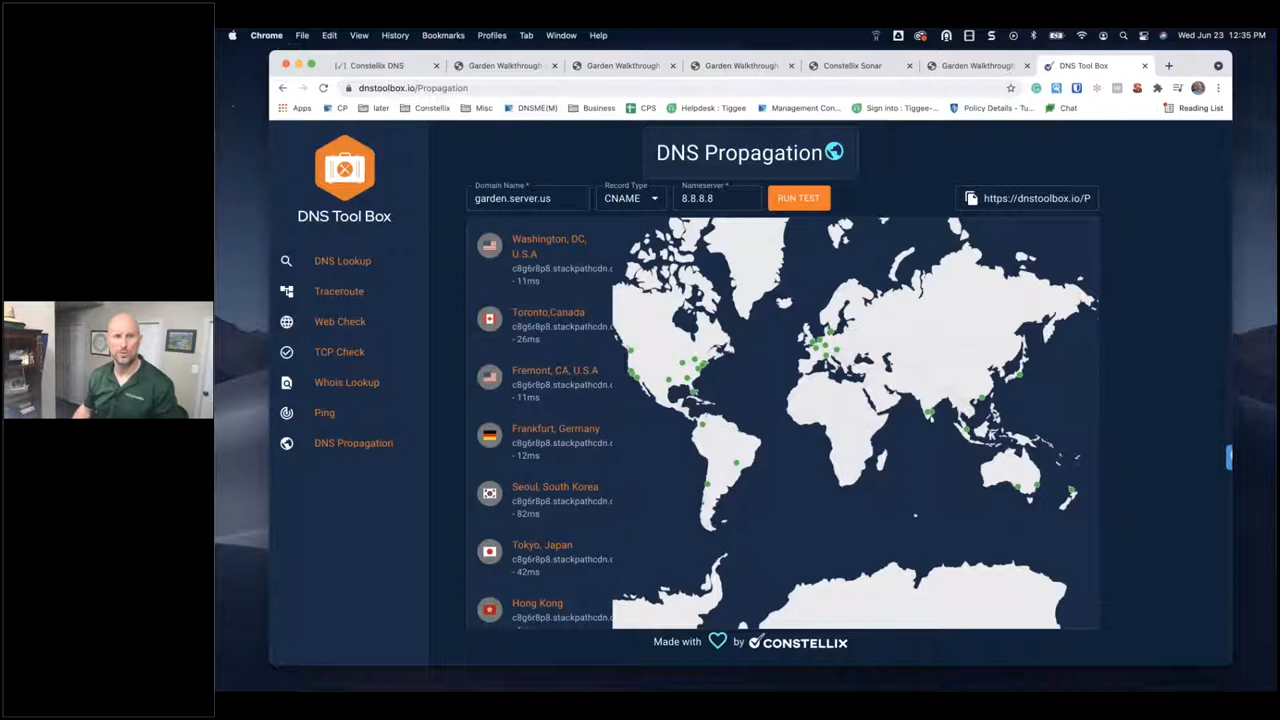 Chrome File Edit View History Bookmarks Profiles Tab Window Help
Wed Jun 23 12:35 PM
Constellix DNS
Garden Walkthrough
Garden Walkthrough
Garden Walkthrough
Constellix Sonar
Garden Walkthrough
DNS Tool Box
dnstoolbox.io/Propagation
Apps CP later Constellix Misc DNSME(M) Business CPS Helpdesk : Tiggee Management Con... Sign into : Tiggee-... Policy Details - Tu... Chat Reading List
DNS Tool Box
DNS Lookup
Traceroute
Web Check
TCP Check
Whois Lookup
Ping
DNS Propagation
DNS Propagation
Domain Name *
garden.server.us
Record Type
CNAME
Nameserver *
8.8.8.8
RUN TEST
https://dnstoolbox.io/P
Washington, DC,
U.S.A
c8g6r8p8.stackpathcdn.c
- 11ms
Toronto,Canada
c8g6r8p8.stackpathcdn.c
- 26ms
Fremont, CA, U.S.A
c8g6r8p8.stackpathcdn.c
- 11ms
Frankfurt, Germany
c8g6r8p8.stackpathcdn.c
- 12ms
Seoul, South Korea
c8g6r8p8.stackpathcdn.c
- 82ms
Tokyo, Japan
c8g6r8p8.stackpathcdn.c
- 42ms
Hong Kong
c8g6r8p8.stackpathcdn.c
Made with by CONSTELLIX